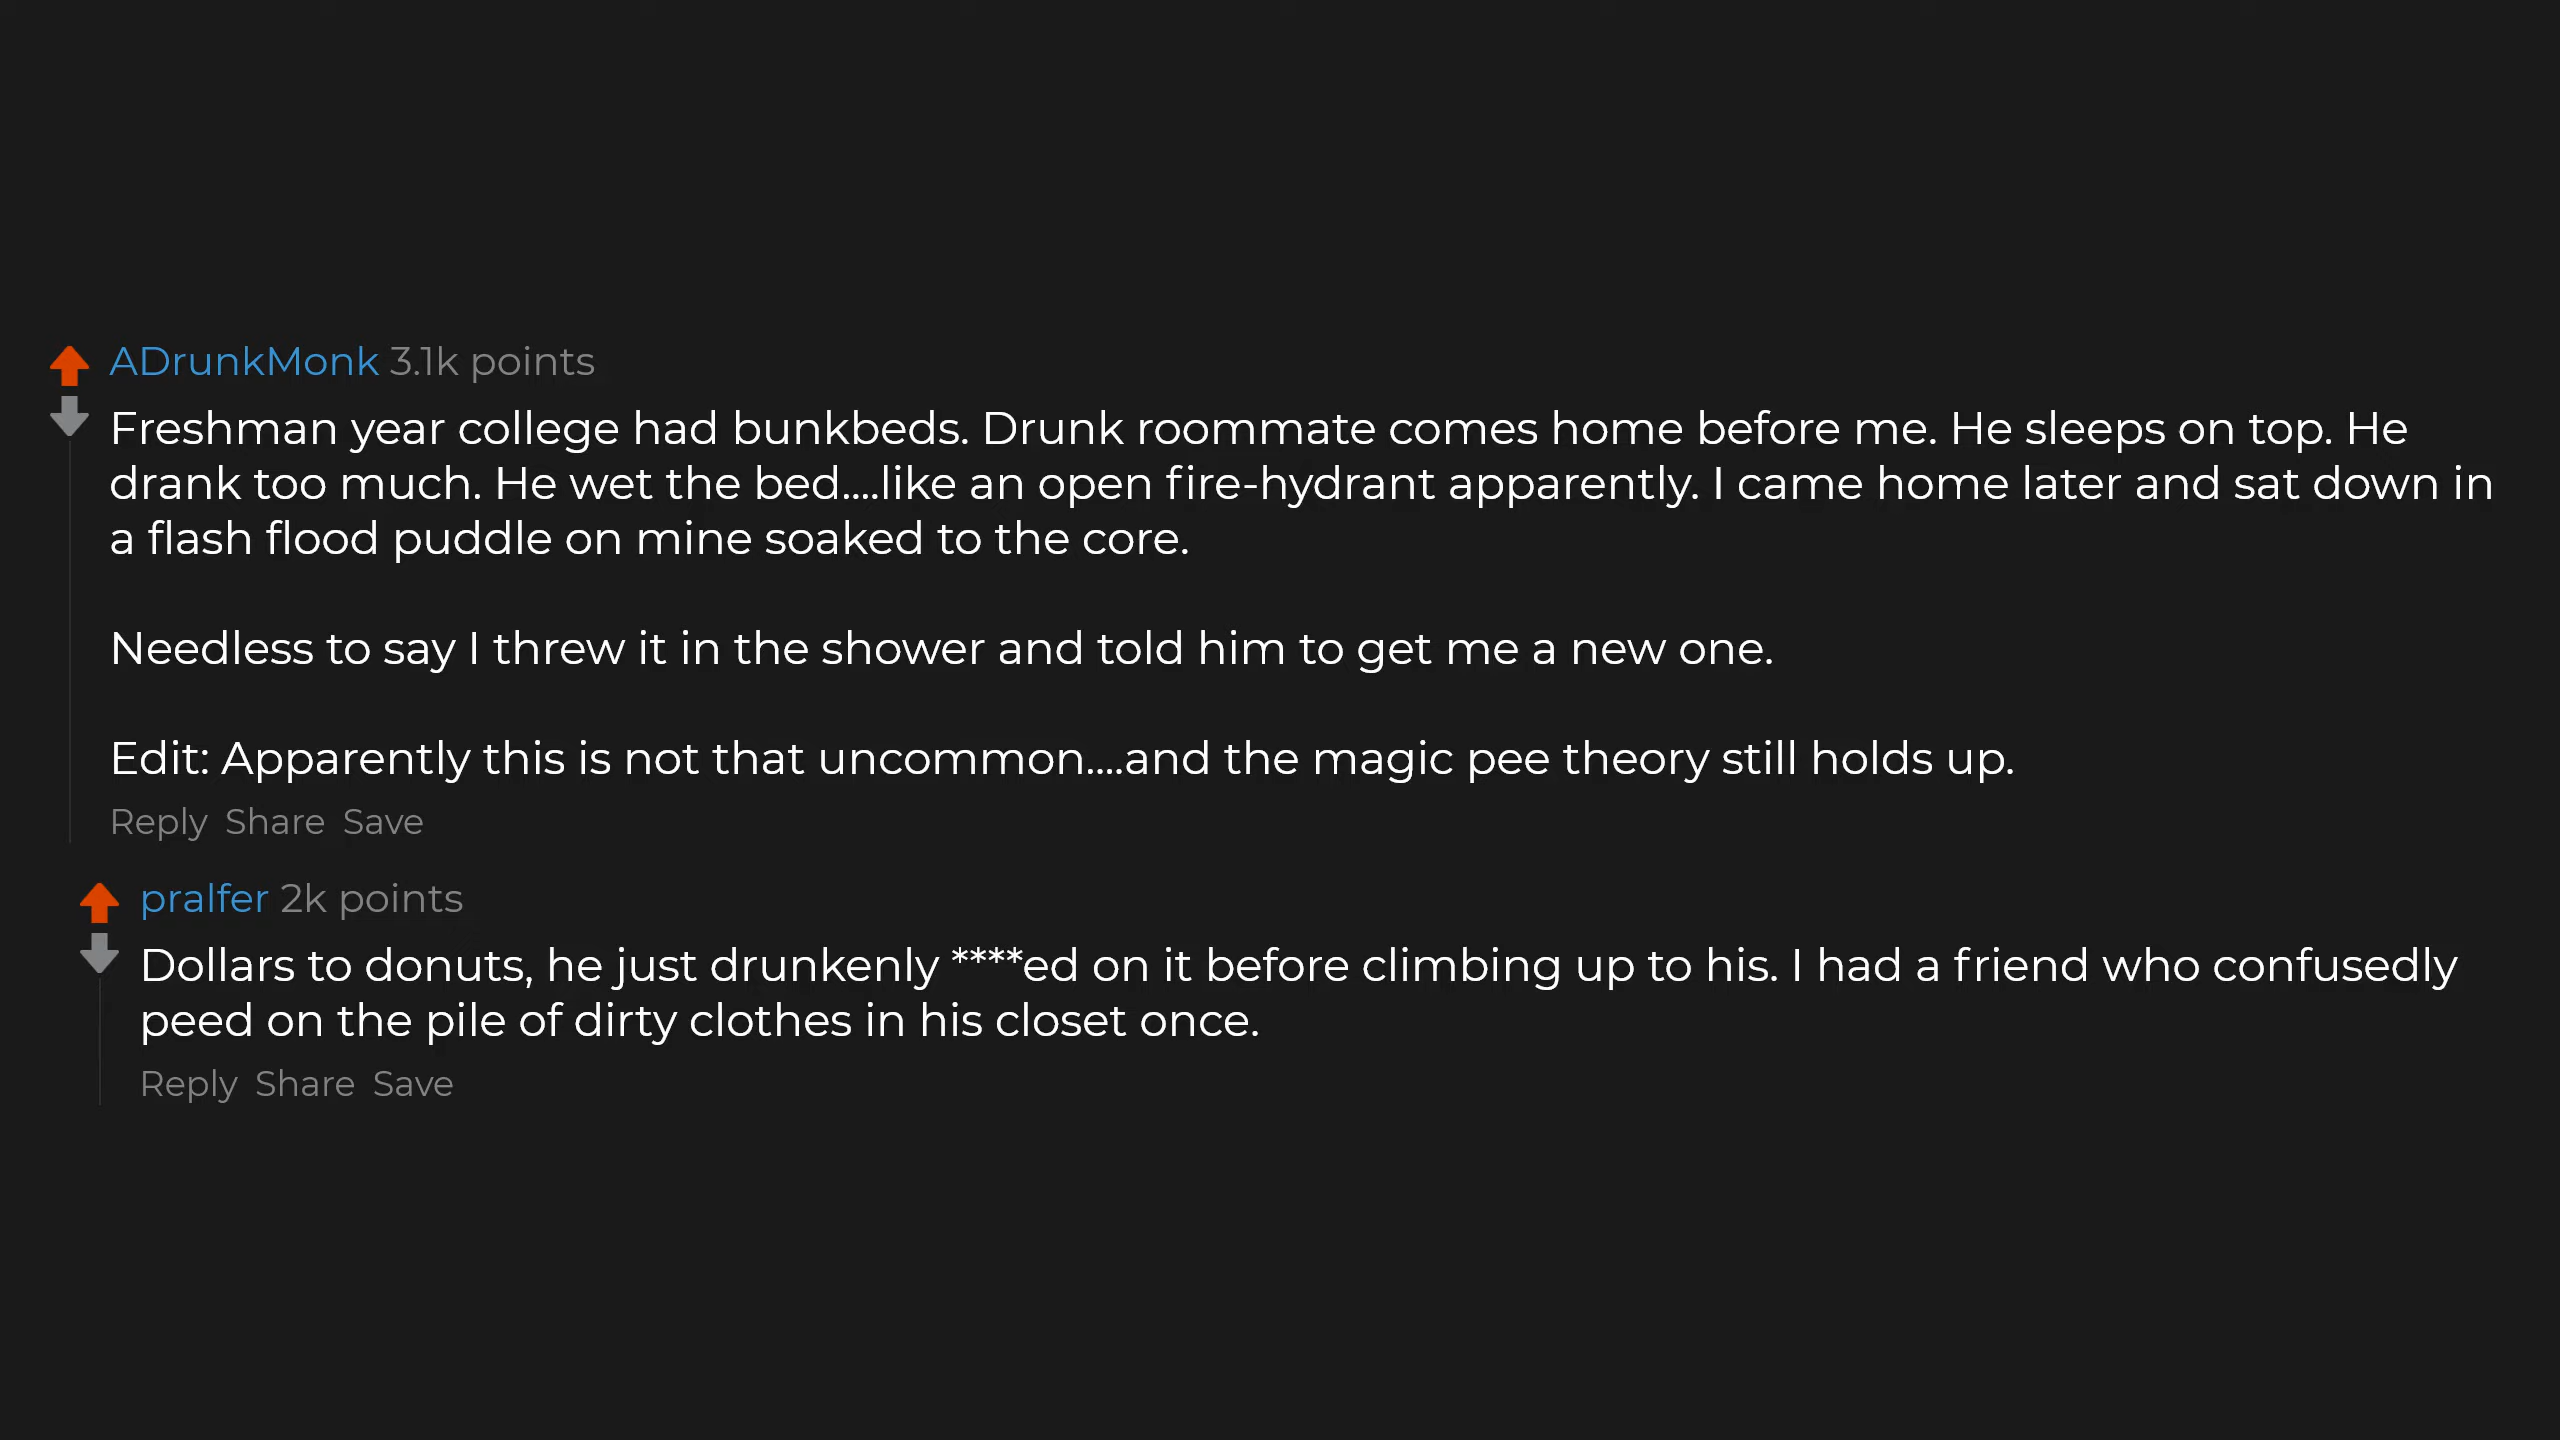 ADrunkMonk 3.1k points
Freshman year college had bunkbeds. Drunk roommate comes home before me. He sleeps on top. He
drank too much. He wet the bed....like an open fire-hydrant apparently. I came home later and sat down in
a flash flood puddle on mine soaked to the core.
Needless to say I threw it in the shower and told him to get me a new one.
Edit: Apparently this is not that uncommon....and the magic pee theory still holds up.
Reply Share Save
pralfer 2k points
Dollars to donuts, he just drunkenly ****ed on it before climbing up to his. I had a friend who confusedly
peed on the pile of dirty clothes in his closet once.
Reply Share Save